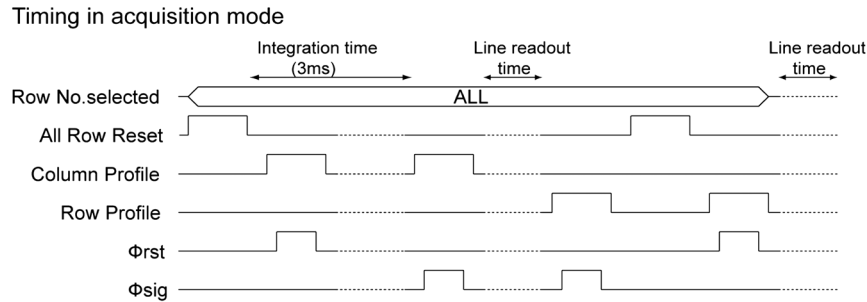 Timing in acquisition mode
Integration time
(3ms)
Line readout
time
Line readout
time
Row No.selected
ALL
All Row Reset
Column Profile
Row Profile
Φrst
Φsig